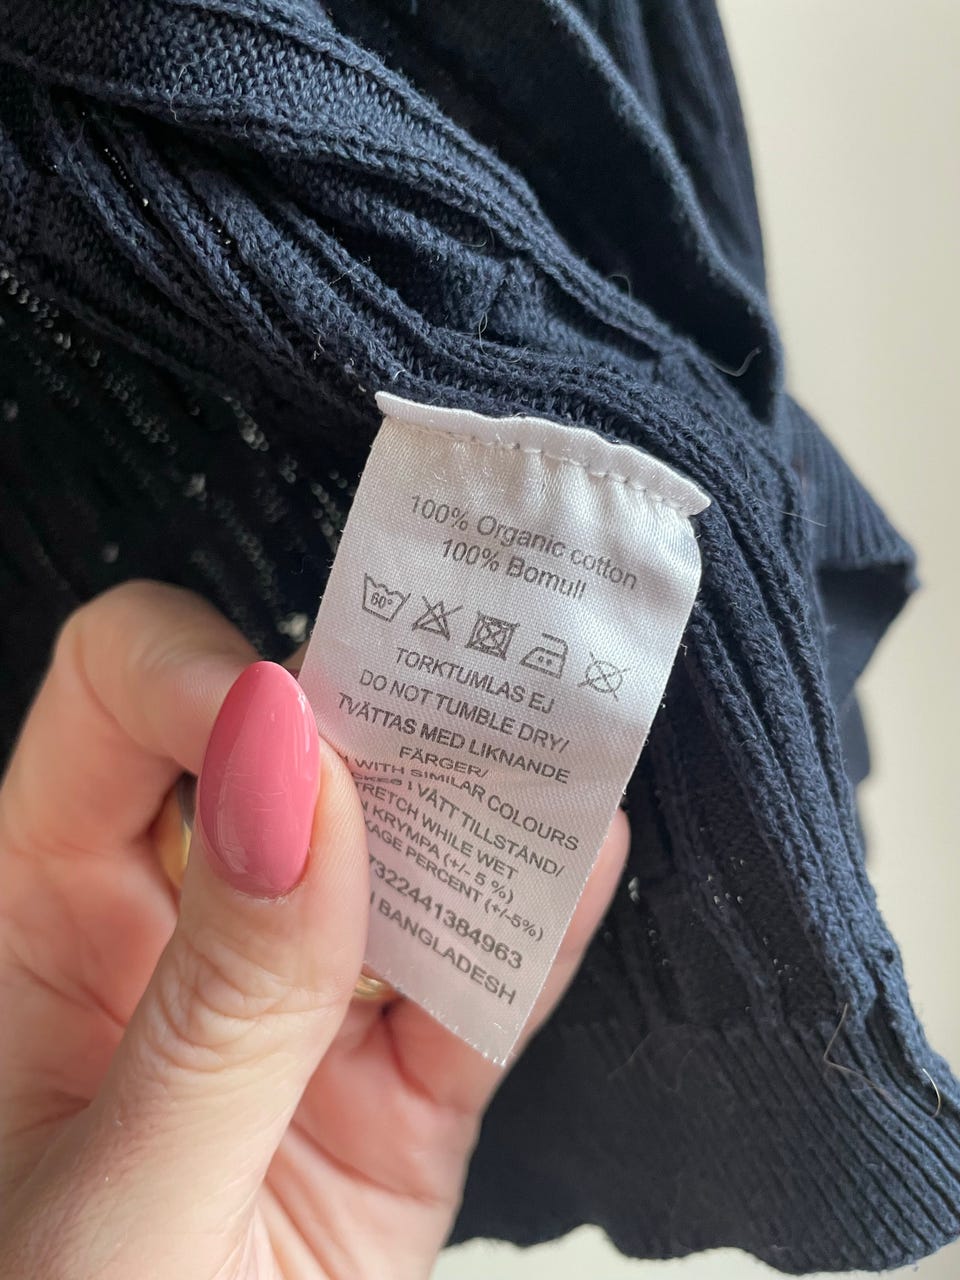 100% Organic cotton
100% Bomull
60°
TORKTUMLAS EJ
DO NOT TUMBLE DRY/
TVÄTTAS MED LIKNANDE
FÄRGER/
WITH SIMILAR COLOURS
I VÅTT TILLSTÅND/
WHILE WET
KRYMPA (+/- 5 %)
PERCENT (+/-5%)
7322441384963
BANGLADESH